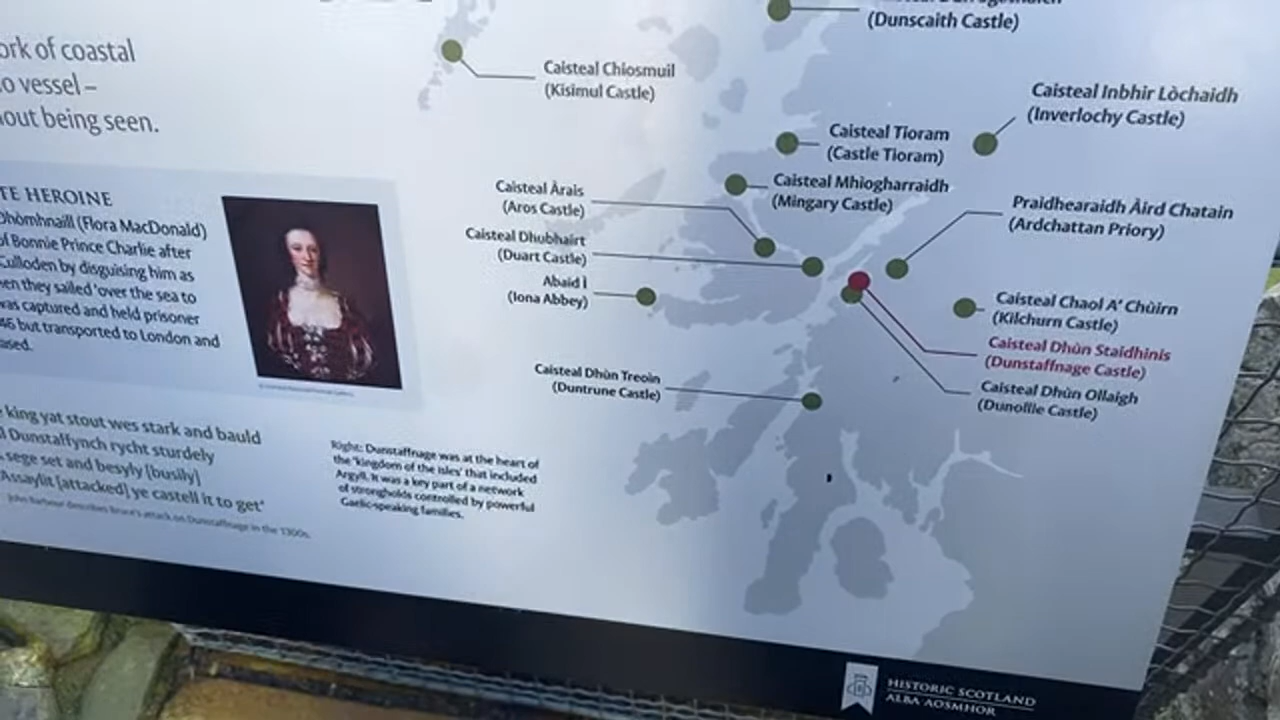 ork of coastal
o vessel –
out being seen.
TE HEROINE
Dhòmhnaill (Flora MacDonald)
of Bonnie Prince Charlie after
Culloden by disguising him as
en they sailed 'over the sea to
was captured and held prisoner
46 but transported to London and
ased.
king yat stout wes stark and bauld
Dunstaffynch rycht sturdely
sege set and besyly [busily]
Assaylit [attacked] ye castell it to get'
John Barbour describes Bruce's attack on Dunstaffnage in the 1300s.
Right: Dunstaffnage was at the heart of
the 'kingdom of the Isles' that included
Argyll. It was a key part of a network
of strongholds controlled by powerful
Gaelic-speaking families.
(Dunscaith Castle)
Caisteal Chiosmuil
(Kisimul Castle)
Caisteal Inbhir Lòchaidh
(Inverlochy Castle)
Caisteal Tioram
(Castle Tioram)
Caisteal Mhìogharraidh
(Mingary Castle)
Caisteal Àrais
(Aros Castle)
Praidhearaidh Àird Chatain
(Ardchattan Priory)
Caisteal Dhubhairt
(Duart Castle)
Abaid Ì
(Iona Abbey)
Caisteal Chaol A' Chùirn
(Kilchurn Castle)
Caisteal Dhùn Staidhinis
(Dunstaffnage Castle)
Caisteal Dhùn Ollaigh
(Dunollie Castle)
Caisteal Dhùn Treoin
(Duntrune Castle)
HISTORIC SCOTLAND
ALBA AOSMHOR